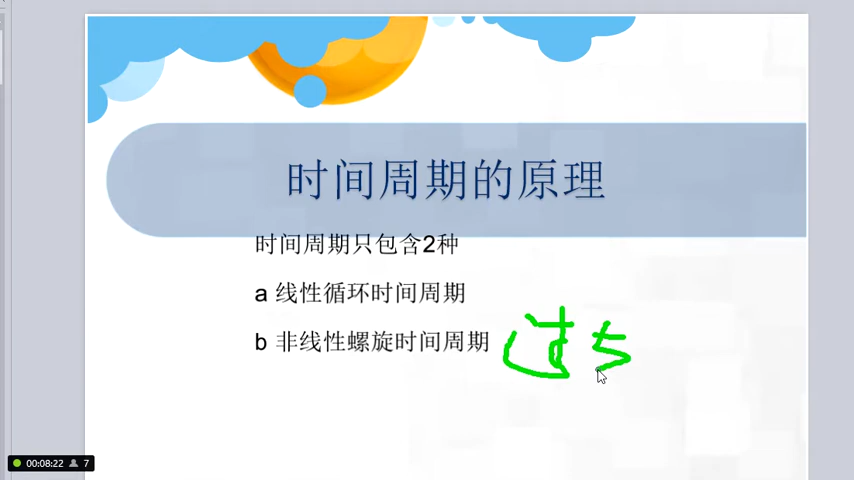 时间周期的原理
时间周期只包含2种
a 线性循环时间周期
b 非线性螺旋时间周期 过
00:08:22 7